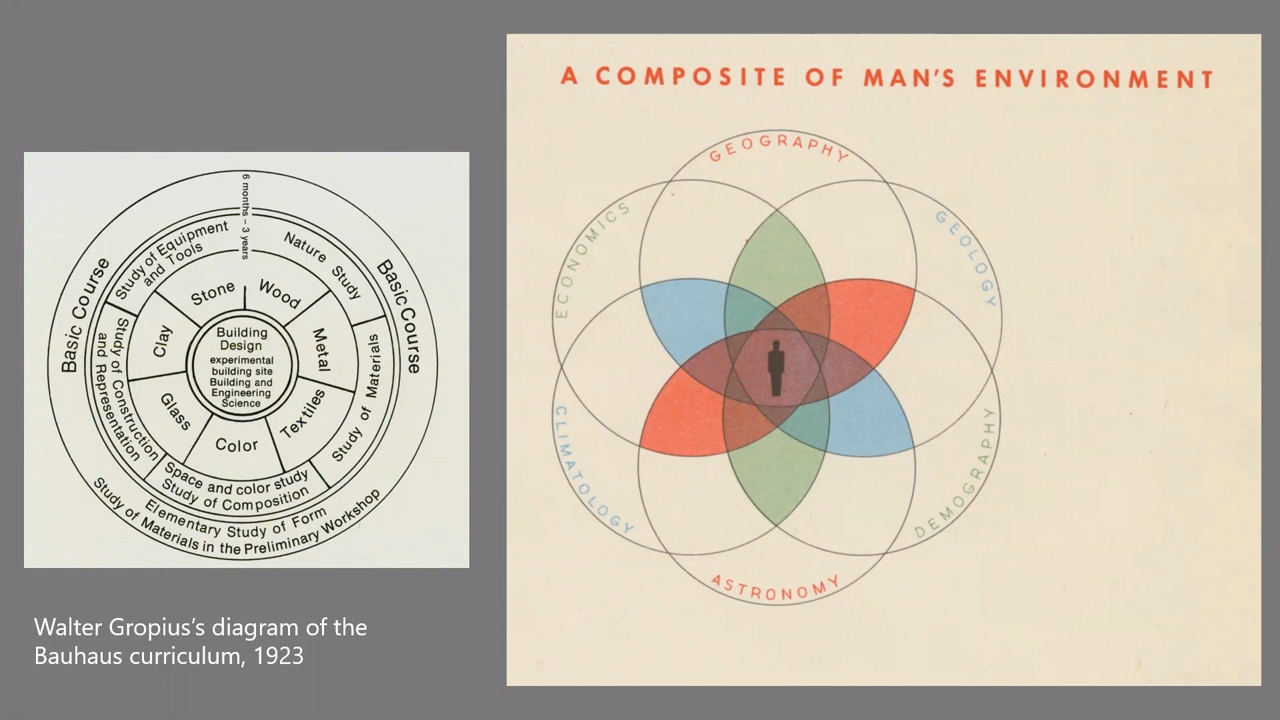 A COMPOSITE OF MAN'S ENVIRONMENT
GEOGRAPHY
ECONOMICS
GEOLOGY
CLIMATOLOGY
DEMOGRAPHY
ASTRONOMY
6 months – 3 years
Basic Course
Basic Course
Study of Equipment
and Tools
Nature Study
Stone
Wood
Clay
Metal
Building
Design
experimental
building site
Building and
Engineering
Science
Study of Construction
and Representation
Study of Materials
Glass
Textiles
Color
Space and color study
Study of Composition
Elementary Study of Form
Study of Materials in the Preliminary Workshop
Walter Gropius's diagram of the
Bauhaus curriculum, 1923